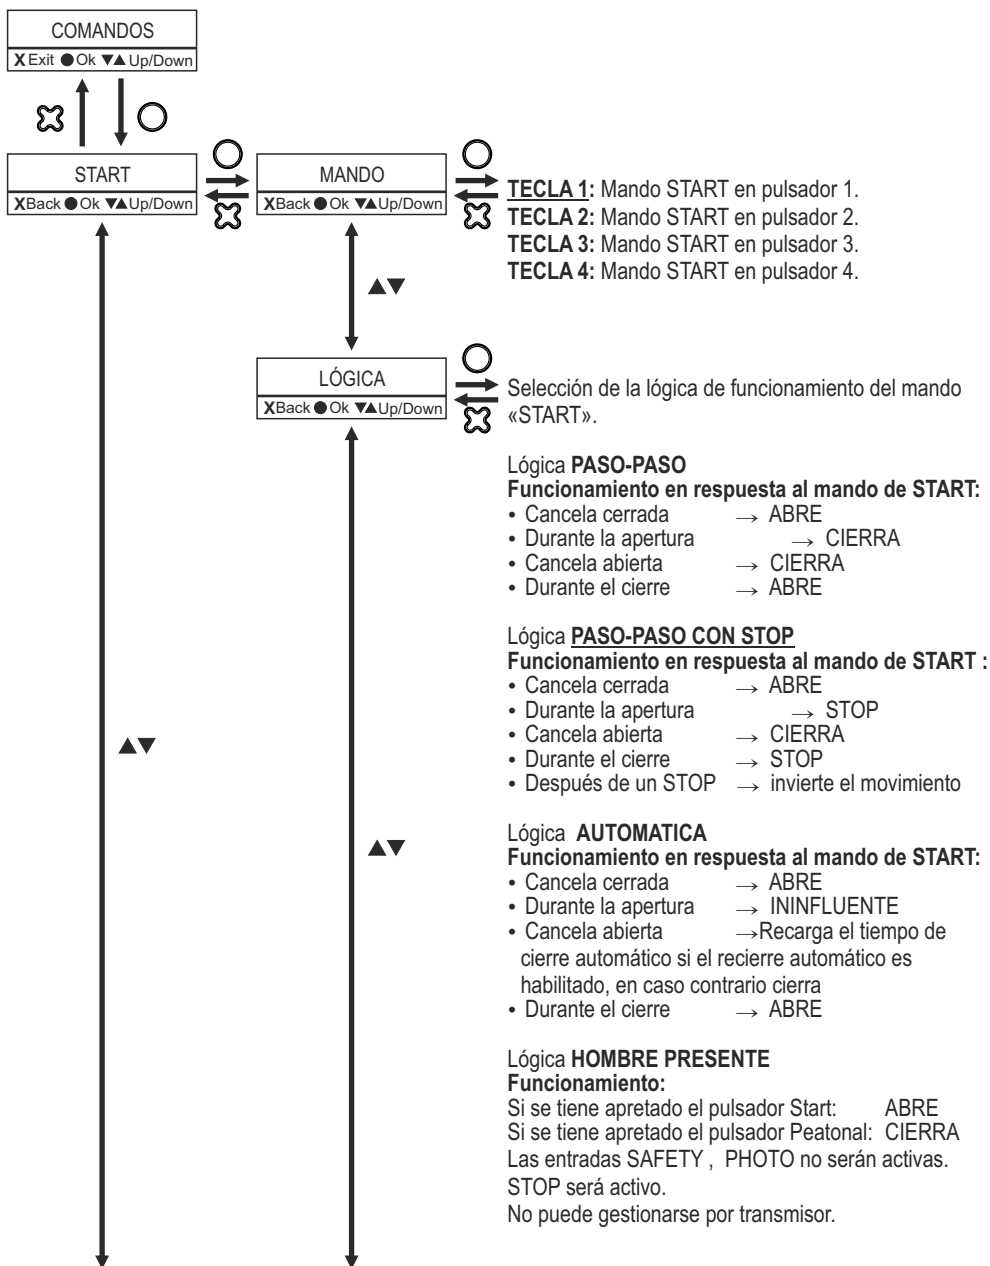 COMANDOS
X Exit ● Ok ▼▲ Up/Down
START
XBack ● Ok ▼▲Up/Down
MANDO
XBack ● Ok ▼▲Up/Down
TECLA 1: Mando START en pulsador 1.
TECLA 2: Mando START en pulsador 2.
TECLA 3: Mando START en pulsador 3.
TECLA 4: Mando START en pulsador 4.
▲▼
LÓGICA
XBack ● Ok ▼▲Up/Down
Selección de la lógica de funcionamiento del mando
«START».
Lógica PASO-PASO
Funcionamiento en respuesta al mando de START:
• Cancela cerrada → ABRE
• Durante la apertura → CIERRA
• Cancela abierta → CIERRA
• Durante el cierre → ABRE
Lógica PASO-PASO CON STOP
Funcionamiento en respuesta al mando de START :
• Cancela cerrada → ABRE
• Durante la apertura → STOP
• Cancela abierta → CIERRA
• Durante el cierre → STOP
• Después de un STOP → invierte el movimiento
▲▼
▲▼
Lógica AUTOMATICA
Funcionamiento en respuesta al mando de START:
• Cancela cerrada → ABRE
• Durante la apertura → ININFLUENTE
• Cancela abierta →Recarga el tiempo de
cierre automático si el recierre automático es
habilitado, en caso contrario cierra
• Durante el cierre → ABRE
Lógica HOMBRE PRESENTE
Funcionamiento:
Si se tiene apretado el pulsador Start: ABRE
Si se tiene apretado el pulsador Peatonal: CIERRA
Las entradas SAFETY , PHOTO no serán activas.
STOP será activo.
No puede gestionarse por transmisor.